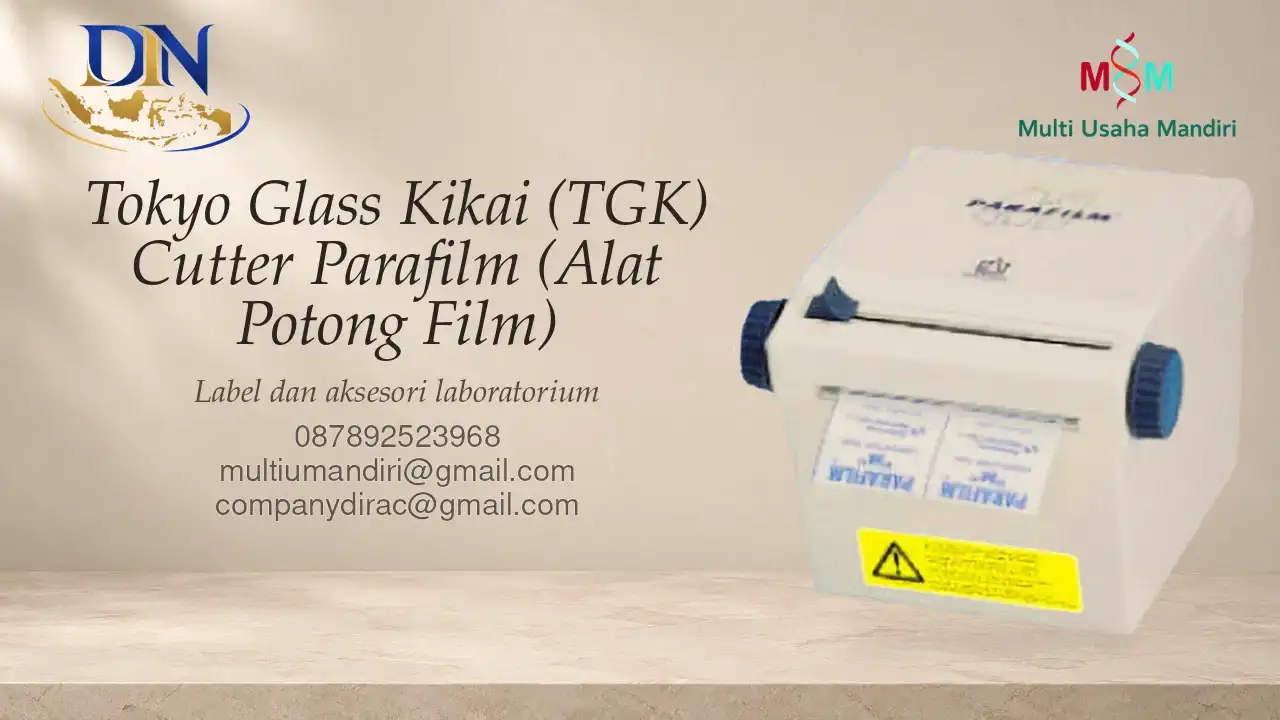 DN
M M
Multi Usaha Mandiri
PARAFILM
Tokyo Glass Kikai (TGK)
Cutter Parafilm (Alat
Potong Film)
Label dan aksesori laboratorium
087892523968
multiumandiri@gmail.com
companydirac@gmail.com
PARAFILM PARAFILM